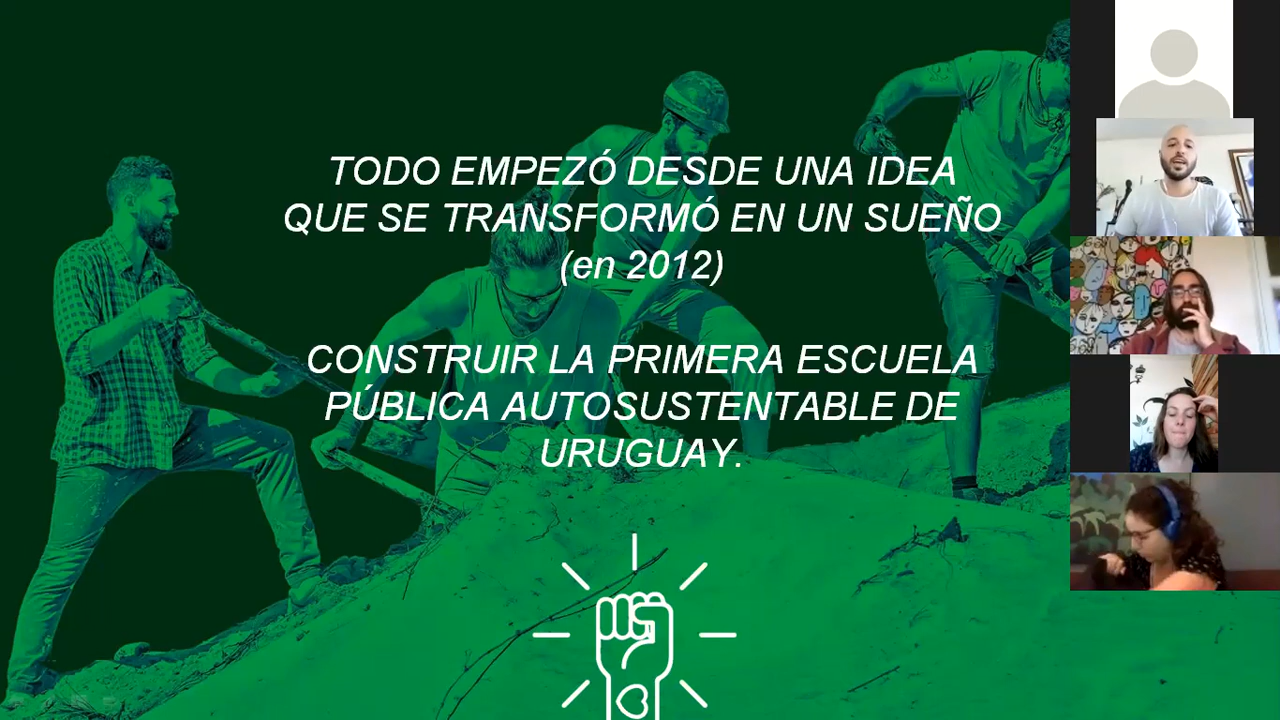 TODO EMPEZÓ DESDE UNA IDEA
QUE SE TRANSFORMÓ EN UN SUEÑO
(en 2012)
CONSTRUIR LA PRIMERA ESCUELA
PÚBLICA AUTOSUSTENTABLE DE
URUGUAY.